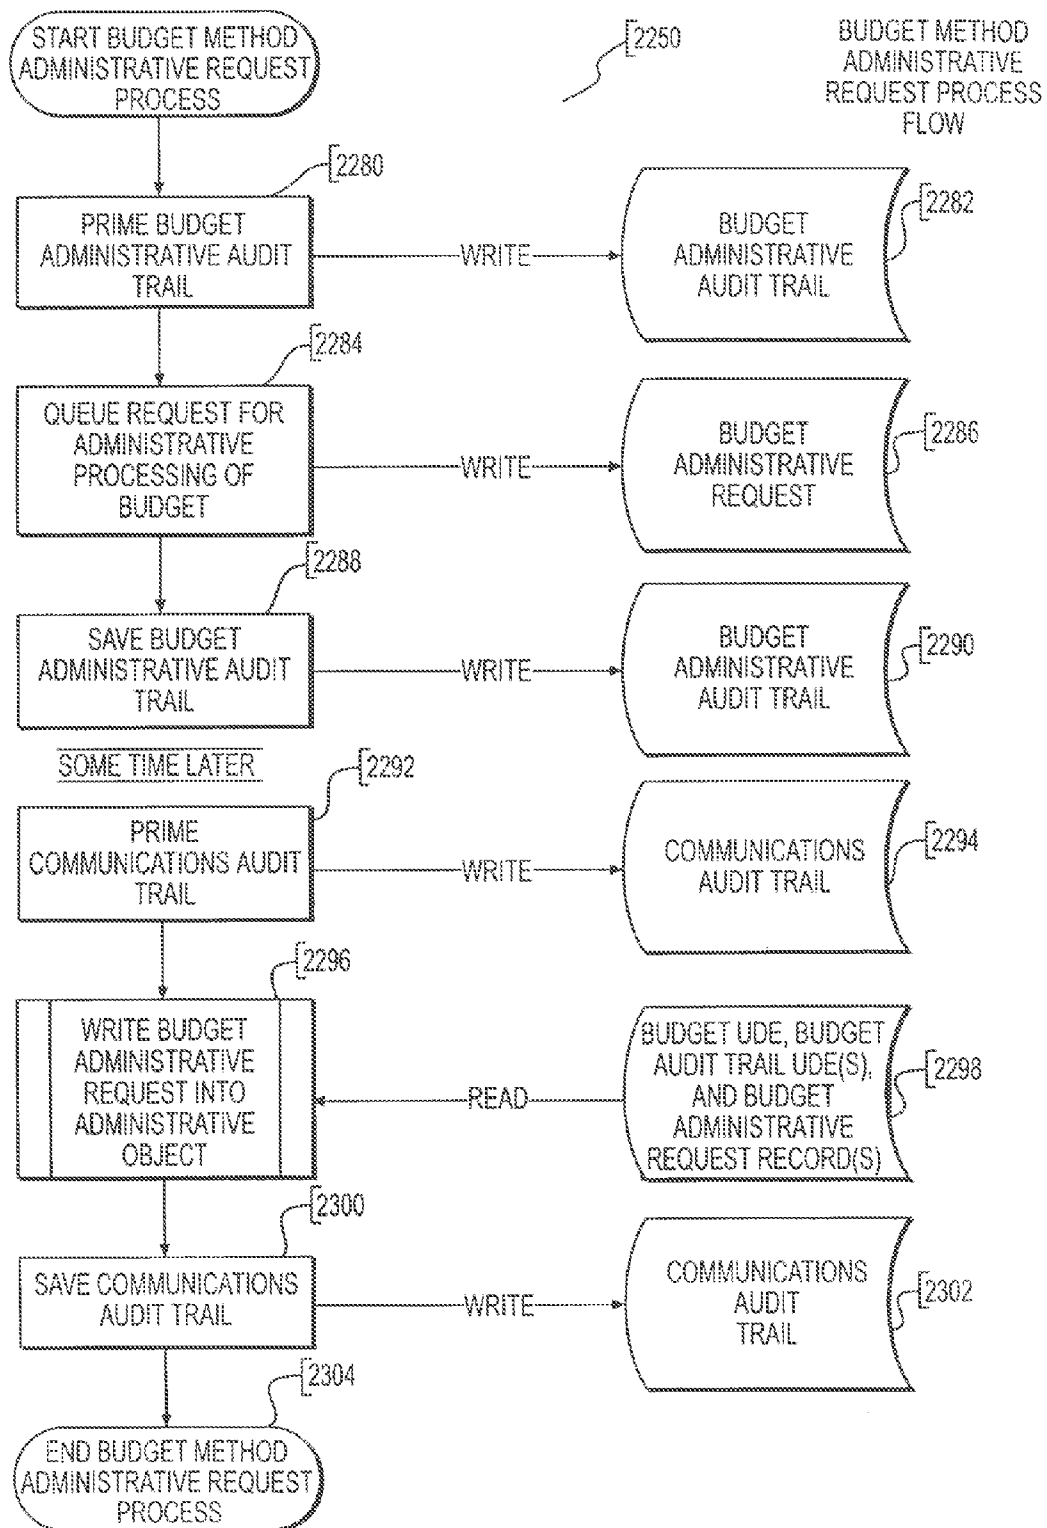 START BUDGET METHOD
ADMINISTRATIVE REQUEST
PROCESS
[2250
BUDGET METHOD
ADMINISTRATIVE
REQUEST PROCESS
FLOW
[2280
PRIME BUDGET
ADMINISTRATIVE AUDIT
TRAIL
WRITE
BUDGET
ADMINISTRATIVE
AUDIT TRAIL
[2282
[2284
QUEUE REQUEST FOR
ADMINISTRATIVE
PROCESSING OF
BUDGET
WRITE
BUDGET
ADMINISTRATIVE
REQUEST
[2286
[2288
SAVE BUDGET
ADMINISTRATIVE AUDIT
TRAIL
WRITE
BUDGET
ADMINISTRATIVE
AUDIT TRAIL
[2290
SOME TIME LATER
[2292
PRIME
COMMUNICATIONS AUDIT
TRAIL
WRITE
COMMUNICATIONS
AUDIT TRAIL
[2294
[2296
WRITE BUDGET
ADMINISTRATIVE
REQUEST INTO
ADMINISTRATIVE
OBJECT
READ
BUDGET UDE, BUDGET
AUDIT TRAIL UDE(S),
AND BUDGET
ADMINISTRATIVE
REQUEST RECORD(S)
[2298
[2300
SAVE COMMUNICATIONS
AUDIT TRAIL
WRITE
COMMUNICATIONS
AUDIT
TRAIL
[2302
[2304
END BUDGET METHOD
ADMINISTRATIVE REQUEST
PROCESS